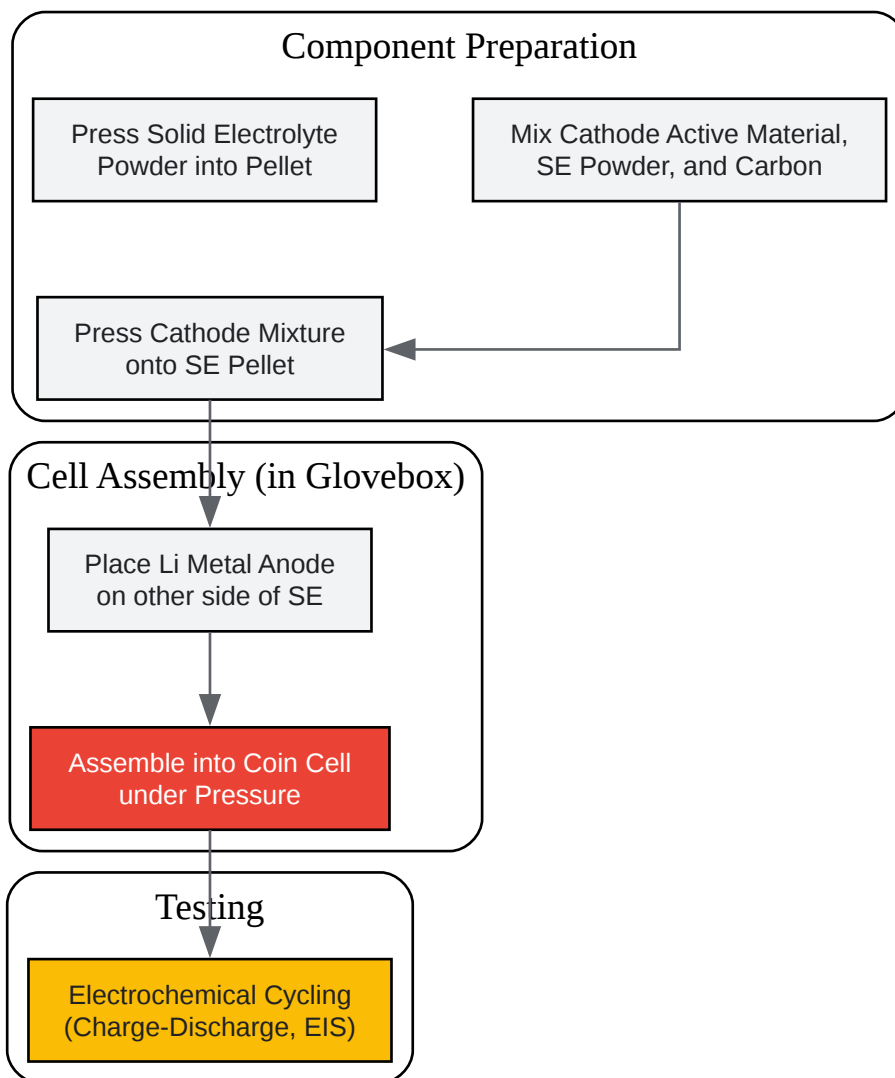 Component Preparation
Press Solid Electrolyte
Powder into Pellet
Mix Cathode Active Material,
SE Powder, and Carbon
Press Cathode Mixture
onto SE Pellet
Cell Assembly (in Glovebox)
Place Li Metal Anode
on other side of SE
Assemble into Coin Cell
under Pressure
Testing
Electrochemical Cycling
(Charge-Discharge, EIS)